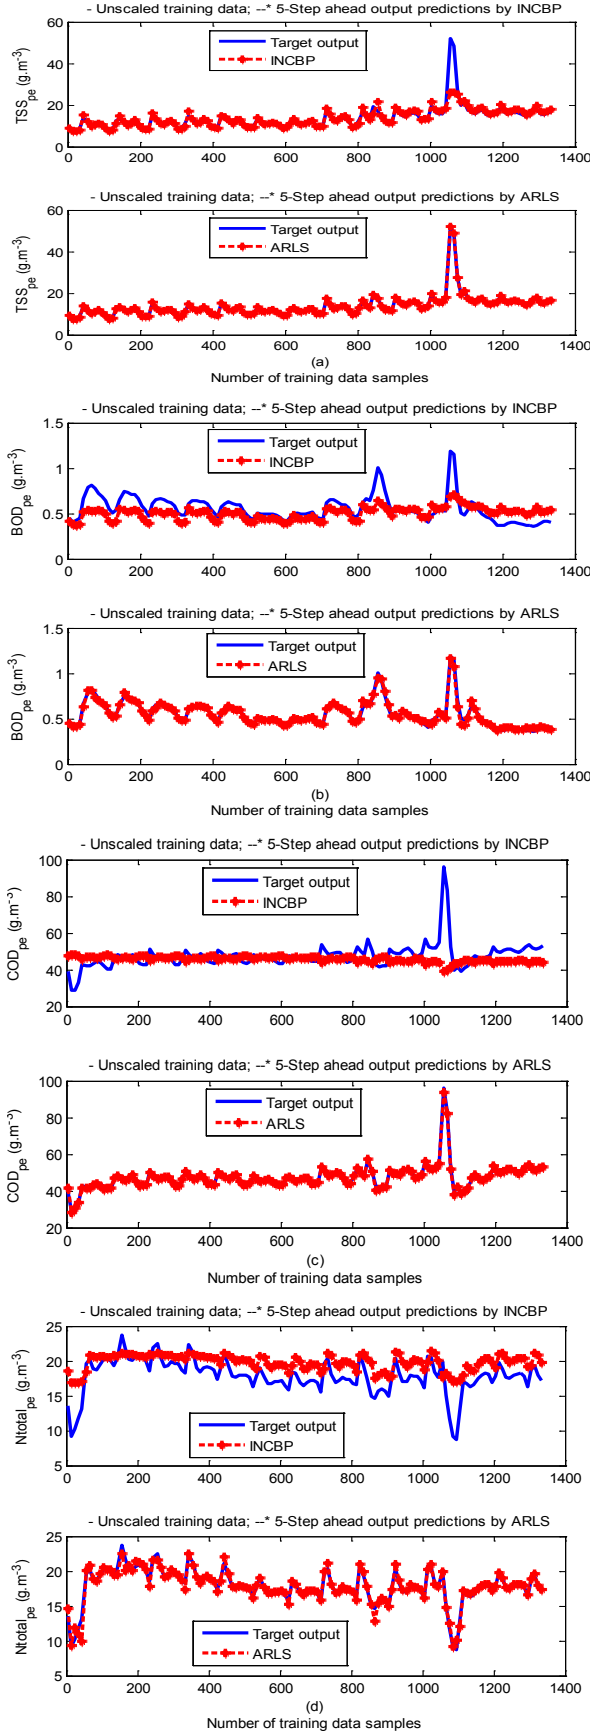 - Unscaled training data; --* 5-Step ahead output predictions by INCBP
60
40
20
0
TSS_pe (g.m⁻³)
Target output
INCBP
0 200 400 600 800 1000 1200 1400
- Unscaled training data; --* 5-Step ahead output predictions by ARLS
60
40
20
0
TSS_pe (g.m⁻³)
Target output
ARLS
0 200 400 600 800 1000 1200 1400
(a)
Number of training data samples
- Unscaled training data; --* 5-Step ahead output predictions by INCBP
1.5
1
0.5
0
BOD_pe (g.m⁻³)
Target output
INCBP
0 200 400 600 800 1000 1200 1400
- Unscaled training data; --* 5-Step ahead output predictions by ARLS
1.5
1
0.5
0
BOD_pe (g.m⁻³)
Target output
ARLS
0 200 400 600 800 1000 1200 1400
(b)
Number of training data samples
- Unscaled training data; --* 5-Step ahead output predictions by INCBP
100
80
60
40
20
COD_pe (g.m⁻³)
Target output
INCBP
0 200 400 600 800 1000 1200 1400
- Unscaled training data; --* 5-Step ahead output predictions by ARLS
100
80
60
40
20
COD_pe (g.m⁻³)
Target output
ARLS
0 200 400 600 800 1000 1200 1400
(c)
Number of training data samples
- Unscaled training data; --* 5-Step ahead output predictions by INCBP
25
20
15
10
5
Ntotal_pe (g.m⁻³)
Target output
INCBP
0 200 400 600 800 1000 1200 1400
- Unscaled training data; --* 5-Step ahead output predictions by ARLS
25
20
15
10
5
Ntotal_pe (g.m⁻³)
Target output
ARLS
0 200 400 600 800 1000 1200 1400
(d)
Number of training data samples